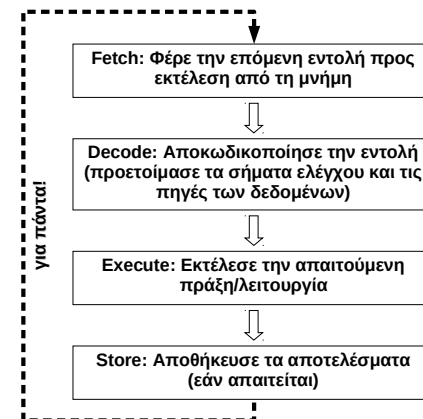 Fetch: Φέρε την επόμενη εντολή προς
εκτέλεση από τη μνήμη
Decode: Αποκωδικοποίησε την εντολή
(προετοίμασε τα σήματα ελέγχου και τις
πηγές των δεδομένων)
για πάντα!
Execute: Εκτέλεσε την απαιτούμενη
πράξη/λειτουργία
Store: Αποθήκευσε τα αποτελέσματα
(εάν απαιτείται)